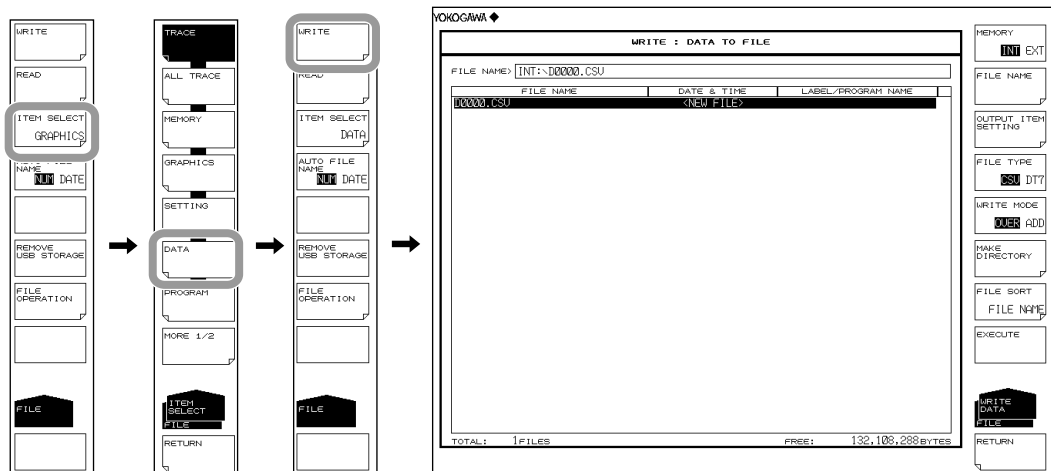 WRITE
READ
ITEM SELECT
GRAPHICS
AUTO FILE
NAME
NUM DATE
REMOVE
USB STORAGE
FILE
OPERATION
FILE
TRACE
ALL TRACE
MEMORY
GRAPHICS
SETTING
DATA
PROGRAM
MORE 1/2
ITEM
SELECT
FILE
RETURN
WRITE
READ
ITEM SELECT
DATA
AUTO FILE
NAME
NUM DATE
REMOVE
USB STORAGE
FILE
OPERATION
FILE
YOKOGAWA
WRITE : DATA TO FILE
FILE NAME> INT:\D0000.CSV
FILE NAME DATE & TIME LABEL/PROGRAM NAME
D0000.CSV <NEW FILE>
TOTAL: 1FILES FREE: 132,108,288BYTES
MEMORY
INT EXT
FILE NAME
OUTPUT ITEM
SETTING
FILE TYPE
CSV DT7
WRITE MODE
OVER ADD
MAKE
DIRECTORY
FILE SORT
FILE NAME
EXECUTE
WRITE
DATA
FILE
RETURN